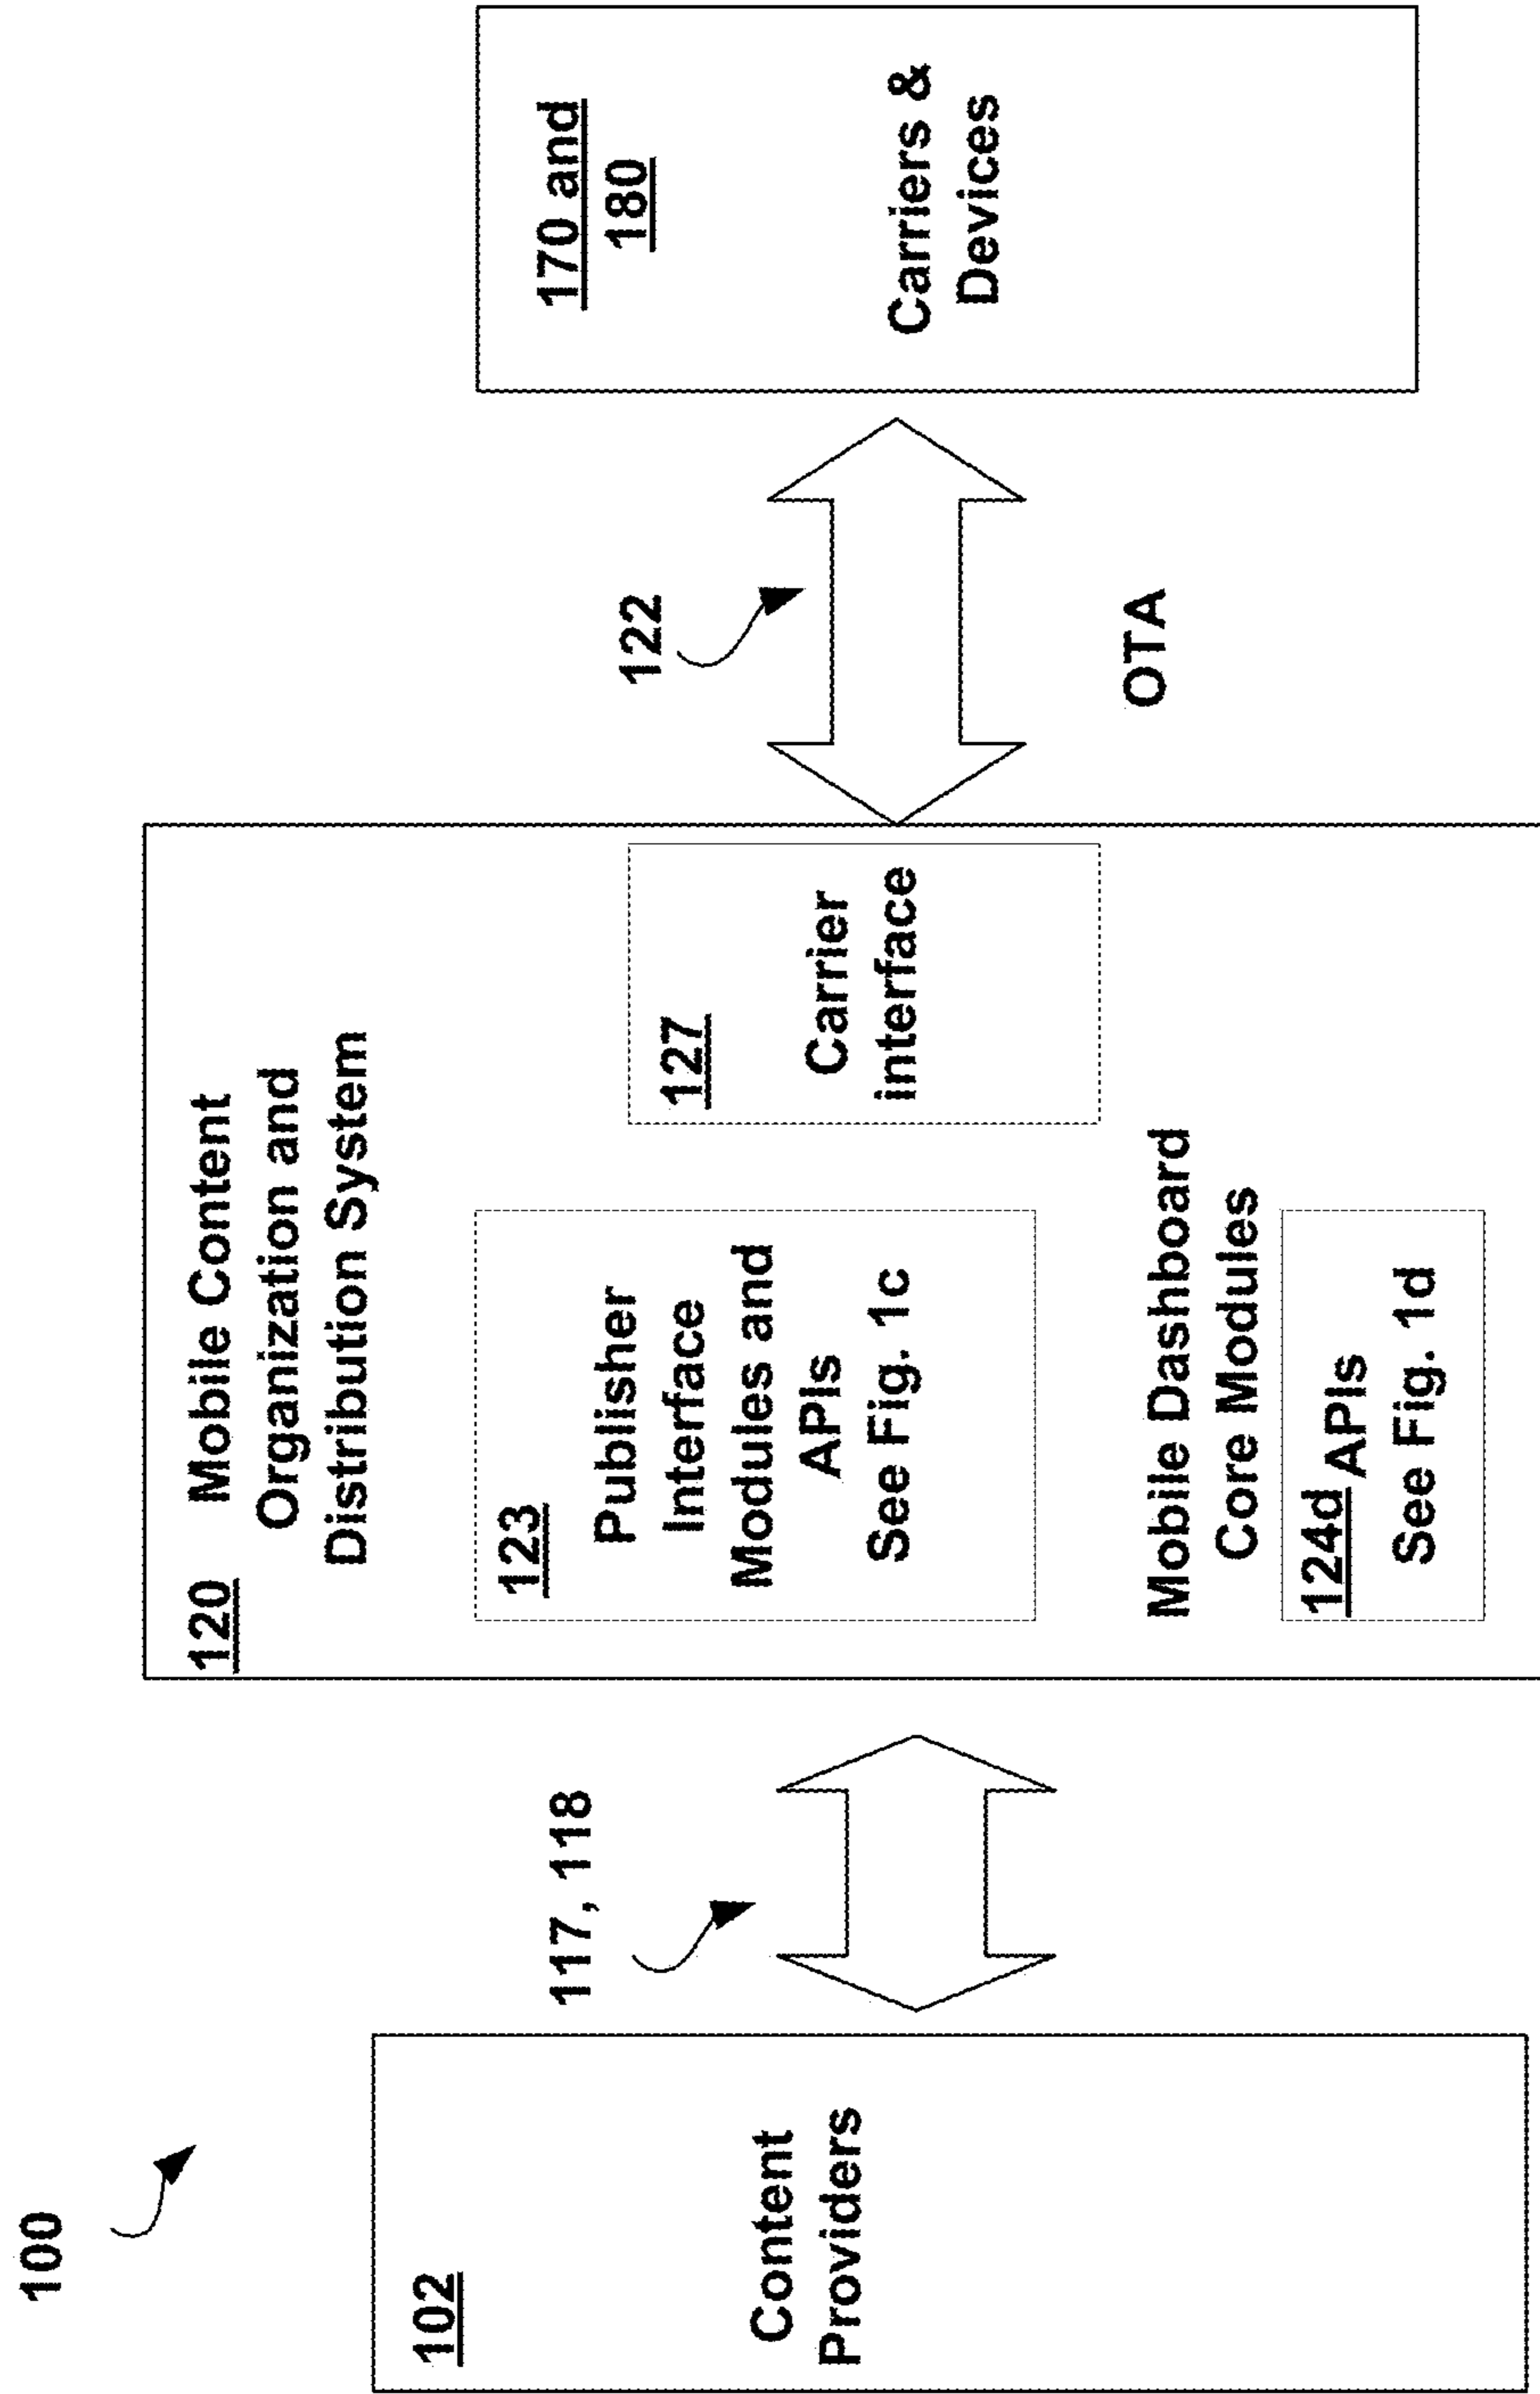 100
102
Content
Providers
117, 118
120 Mobile Content
Organization and
Distribution System
123
Publisher
Interface
Modules and
APIs
See Fig. 1c
127
Carrier
interface
Mobile Dashboard
Core Modules
124d APIs
See Fig. 1d
122
OTA
170 and
180
Carriers &
Devices